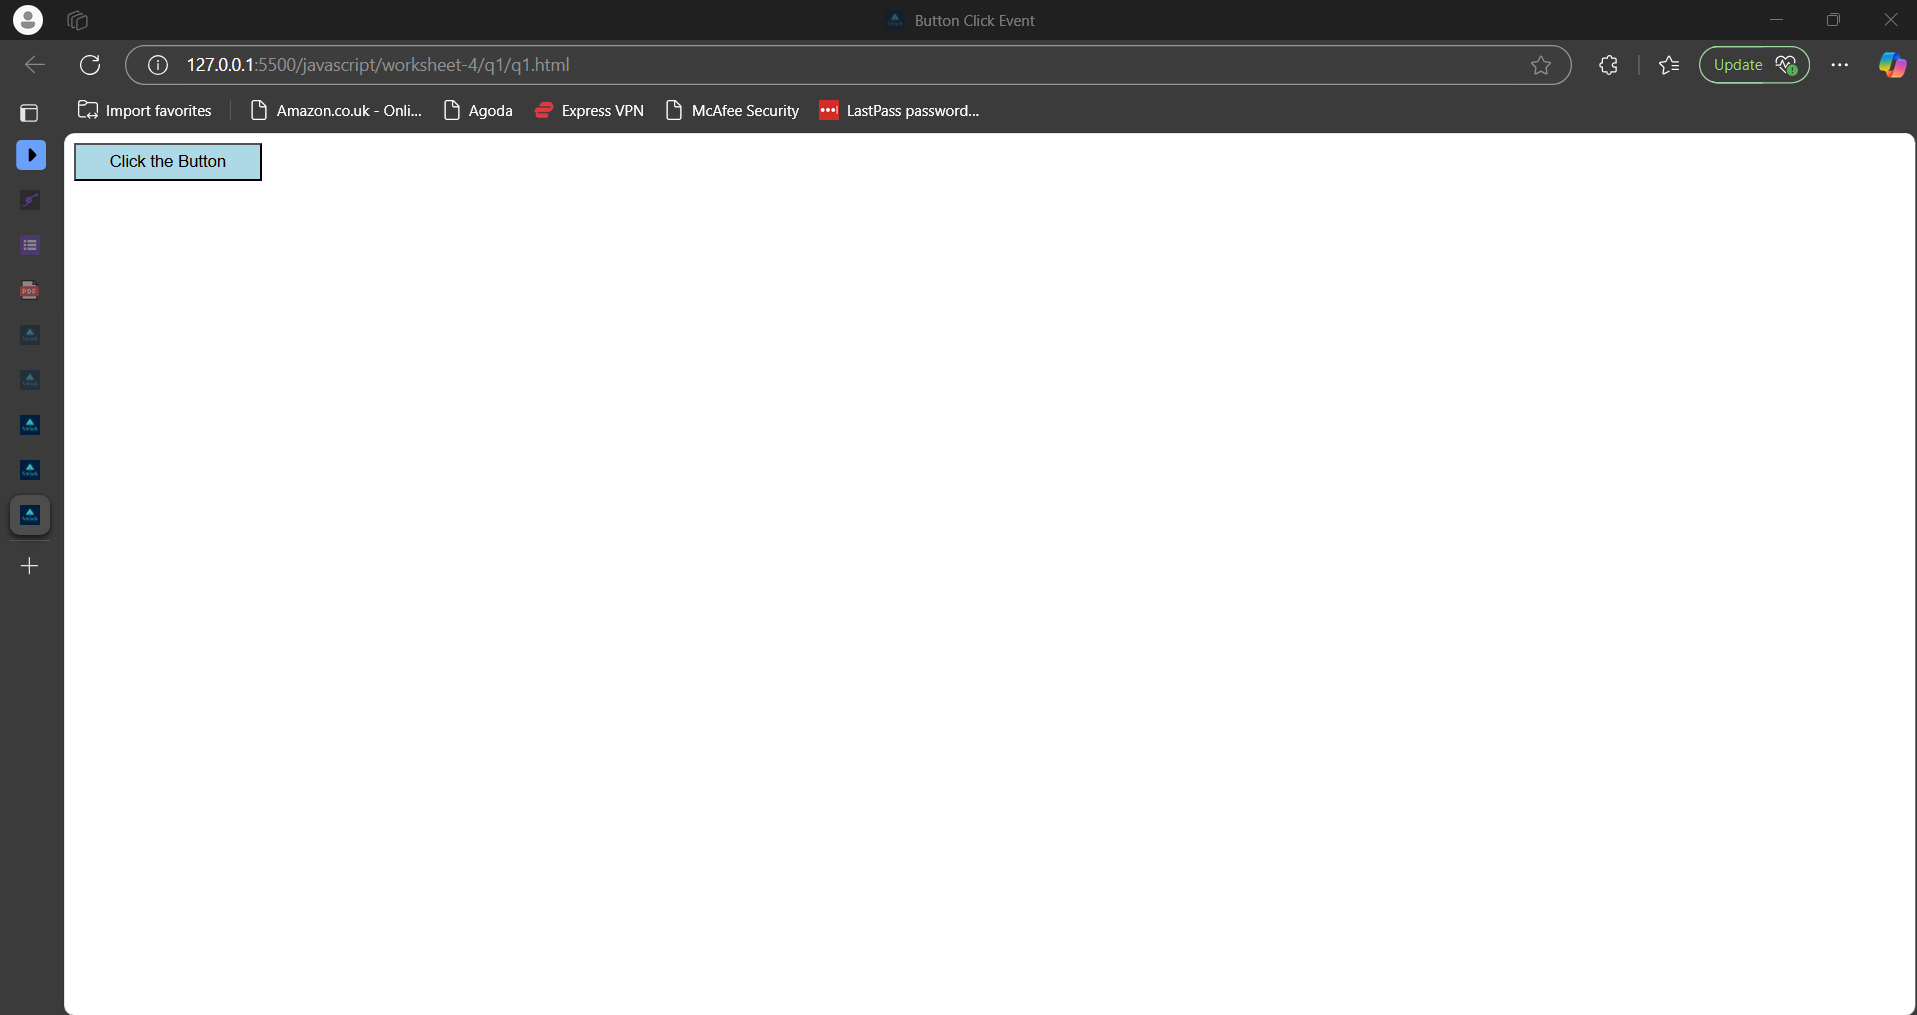 Button Click Event
127.0.0.1:5500/javascript/worksheet-4/q1/q1.html
Update
Import favorites
Amazon.co.uk - Onli...
Agoda
Express VPN
McAfee Security
LastPass password...
Click the Button
PDF